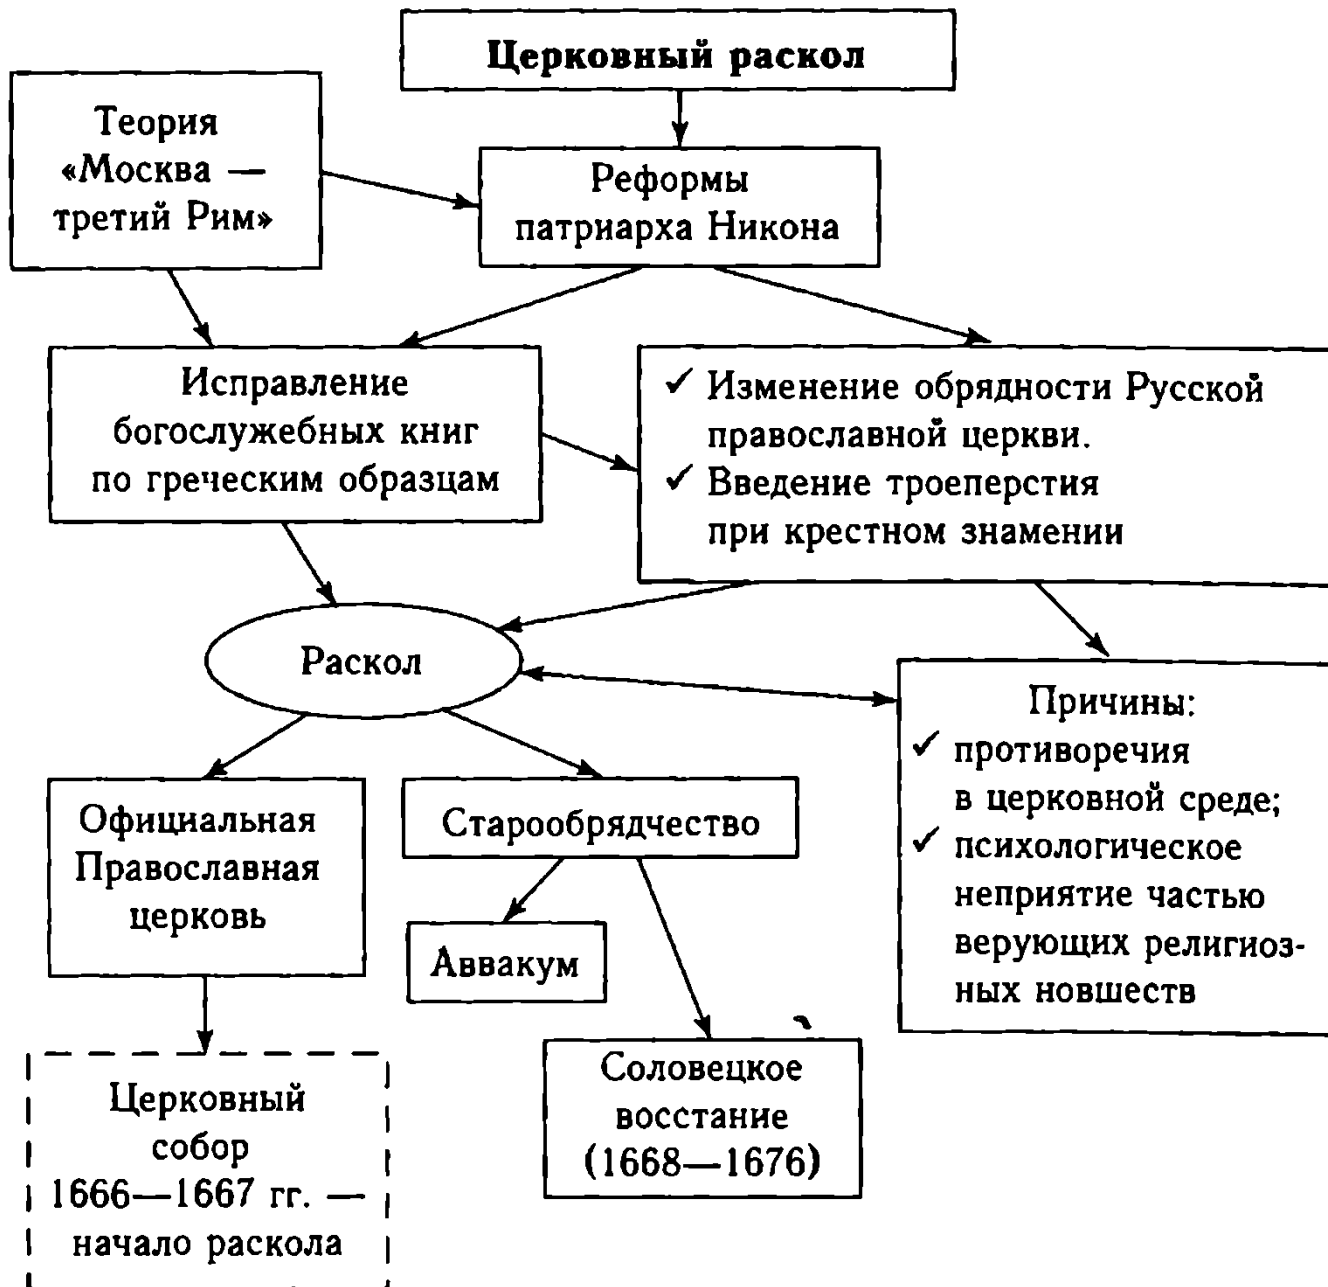 Церковный раскол
Теория
«Москва —
третий Рим»
Реформы
патриарха Никона
Исправление
богослужебных книг
по греческим образцам
✓ Изменение обрядности Русской
православной церкви.
✓ Введение троеперстия
при крестном знамении
Раскол
Причины:
✓ противоречия
в церковной среде;
✓ психологическое
неприятие частью
верующих религиоз-
ных новшеств
Официальная
Православная
церковь
Старообрядчество
Аввакум
Соловецкое
восстание
(1668—1676)
Церковный
собор
1666—1667 гг. —
начало раскола